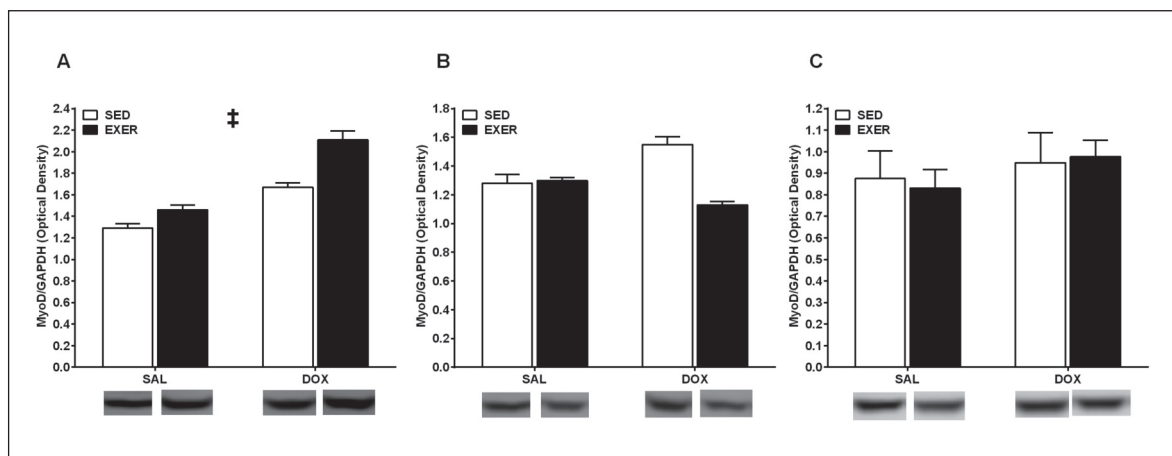 A
MyoD/GAPDH (Optical Density)
2.4
2.2
2.0
1.8
1.6
1.4
1.2
1.0
0.8
0.6
0.4
0.2
0.0
SED
EXER
‡
SAL DOX
B
MyoD/GAPDH (Optical Density)
1.8
1.6
1.4
1.2
1.0
0.8
0.6
0.4
0.2
0.0
SED
EXER
SAL DOX
C
MyoD/GAPDH (Optical Density)
1.2
1.1
1.0
0.9
0.8
0.7
0.6
0.5
0.4
0.3
0.2
0.1
0.0
SED
EXER
SAL DOX